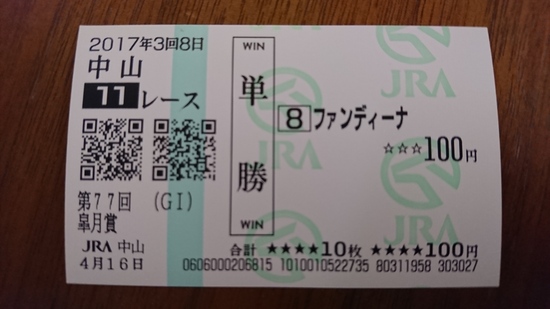 2017年3回8日
中山
11レース
第77回 (GI)
皐月賞
JRA 中山
4月16日
WIN
単勝
WIN
8 ファンディーナ
☆☆☆100円
JRA
JRA
JRA
合計 ★★★★10枚 ★★★★100円
0606000206815 1010010522735 80311958 303027